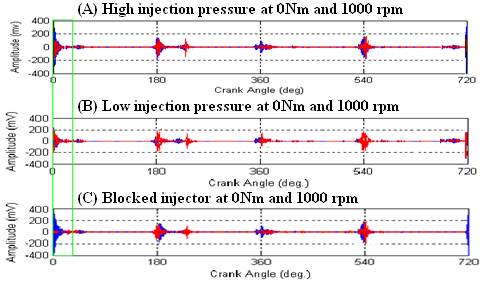 (A) High injection pressure at 0Nm and 1000 rpm
Amplitude (mv)
400
200
0
-200
-400
0 180 360 540 720
Crank Angle (deg)
(B) Low injection pressure at 0Nm and 1000 rpm
Amplitude (mV)
400
200
0
-200
-400
0 180 360 540 720
Crank Angle (deg.)
(C) Blocked injector at 0Nm and 1000 rpm
Amplitude (mV)
400
200
0
-200
-400
0 180 360 540 720
Crank Angle (deg.)